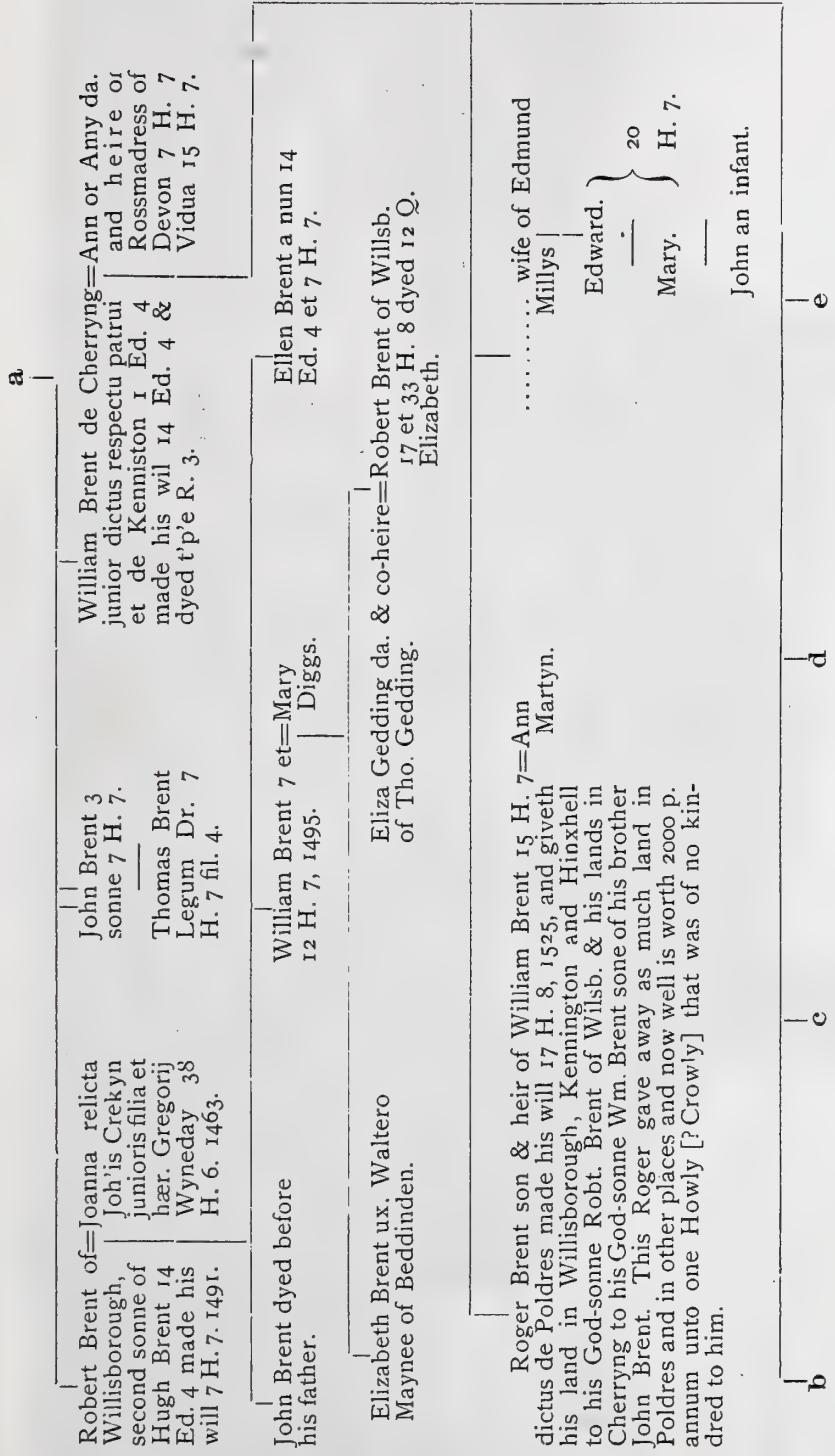 a
Robert Brent of=Joanna relicta
Willisborough, Joh'is Crekyn
second sonne of junioris filia et
Hugh Brent 14 hær. Gregorij
Ed. 4 made his Wyneday 38
will 7 H. 7. 1491. H. 6. 1463.
John Brent 3
sonne 7 H. 7.
Thomas Brent
Legum Dr. 7
H. 7 fil. 4.
William Brent de Cherryng=Ann or Amy da.
junior dictus respectu patrui and heire or
et de Kenniston 1 Ed. 4 Rossmadress of
made his wil 14 Ed. 4 & Devon 7 H. 7
dyed t'p'e R. 3. Vidua 15 H. 7.
John Brent dyed before
his father.
William Brent 7 et=Mary
12 H. 7, 1495. Diggs.
Ellen Brent a nun 14
Ed. 4 et 7 H. 7.
Elizabeth Brent ux. Waltero
Maynee of Beddinden.
Eliza Gedding da. & co-heire=Robert Brent of Willsb.
of Tho. Gedding. 17 et 33 H. 8 dyed 12 Q.
Elizabeth.
Roger Brent son & heir of William Brent 15 H. 7=Ann
dictus de Poldres made his will 17 H. 8, 1525, and giveth Martyn.
his land in Willisborough, Kennington and Hinxhell
to his God-sonne Robt. Brent of Wilsb. & his lands in
Cherryng to his God-sonne Wm. Brent sone of his brother
John Brent. This Roger gave away as much land in
Poldres and in other places and now well is worth 2000 p.
annum unto one Howly [? Crowly] that was of no kin-
dred to him.
.......... wife of Edmund
Millys
Edward. } 20
Mary. } H. 7.
John an infant.
b c d e